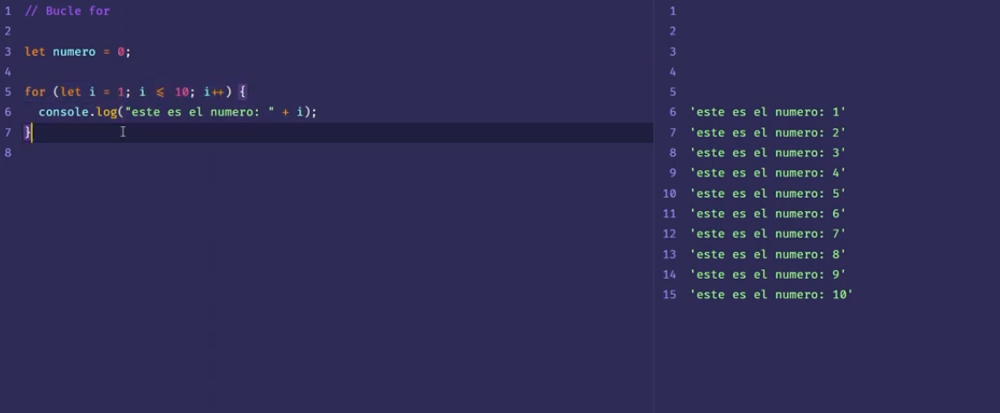 1 // Bucle for
2
3 let numero = 0;
4
5 for (let i = 1; i <= 10; i++) {
6 console.log("este es el numero: " + i);
7 }
8
1
2
3
4
5
6 'este es el numero: 1'
7 'este es el numero: 2'
8 'este es el numero: 3'
9 'este es el numero: 4'
10 'este es el numero: 5'
11 'este es el numero: 6'
12 'este es el numero: 7'
13 'este es el numero: 8'
14 'este es el numero: 9'
15 'este es el numero: 10'